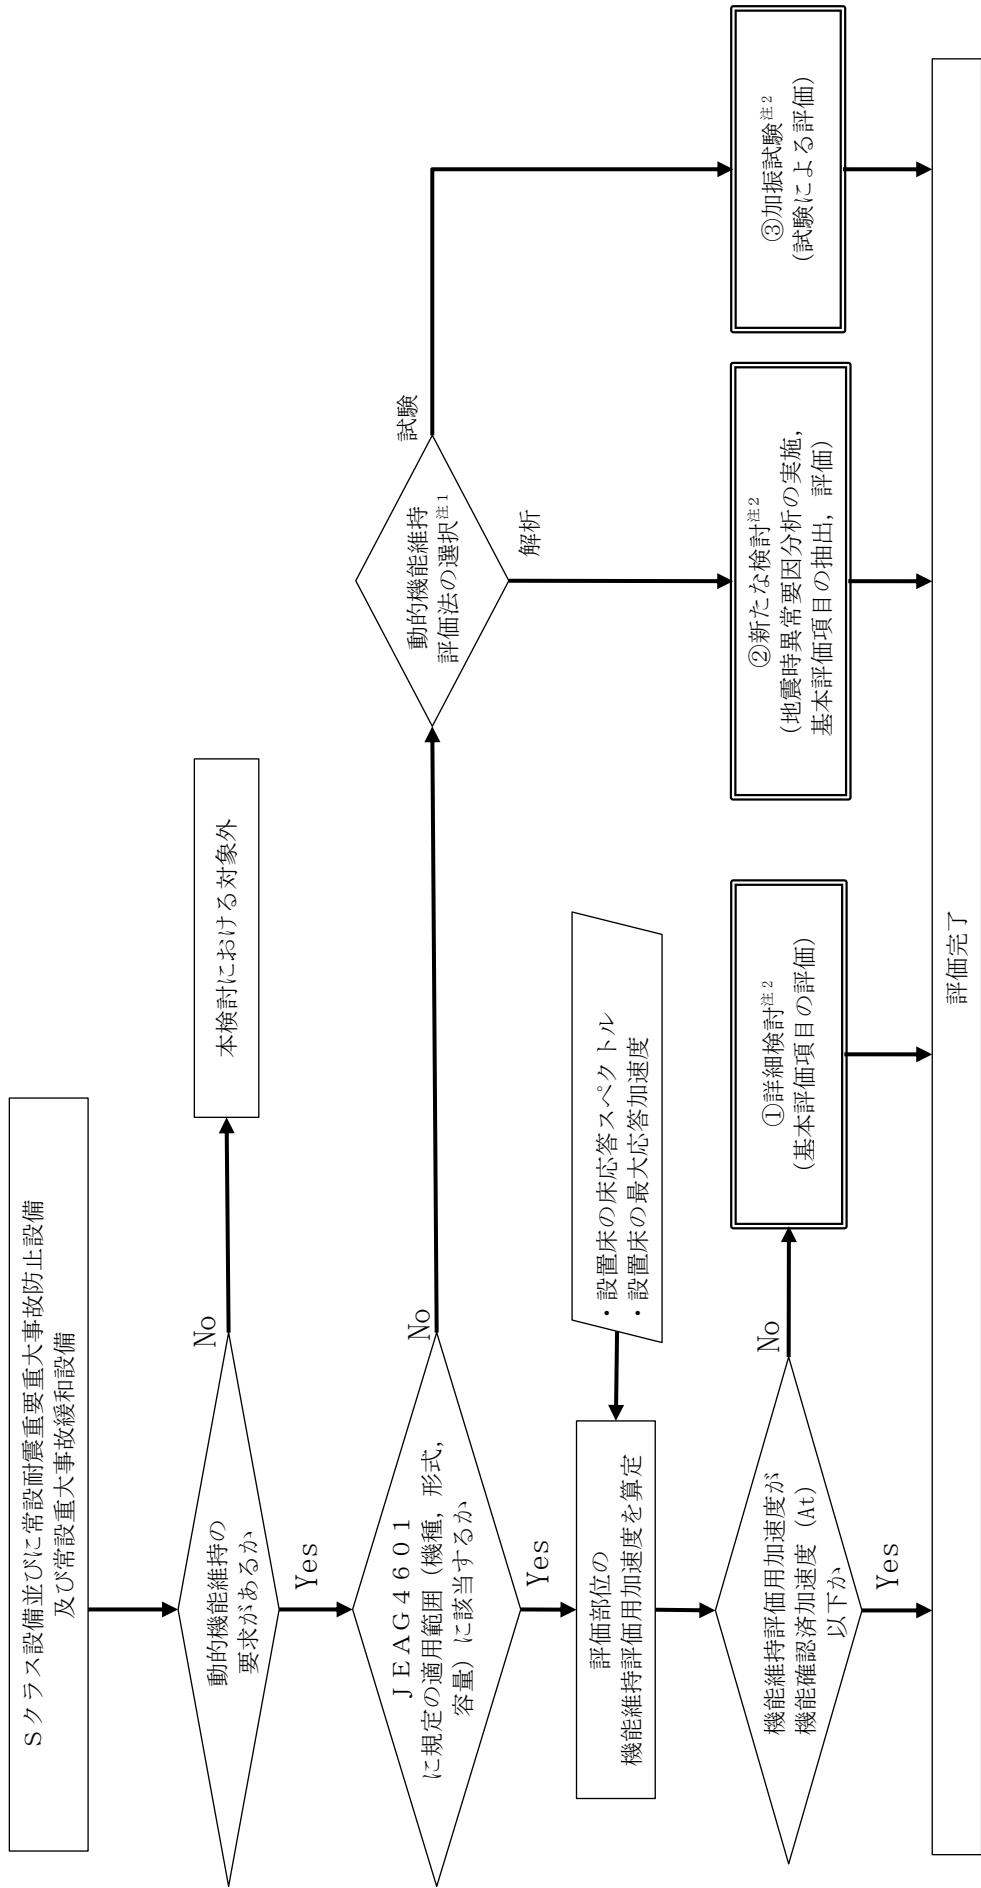 Sクラス設備並びに常設耐震重要重大事故防止設備
及び常設重大事故緩和設備
動的機能維持の
要求があるか
No
本検討における対象外
Yes
JEAG4601
に規定の適用範囲（機種，形式，
容量）に該当するか
No
動的機能維持
評価法の選択注1
試験
解析
Yes
評価部位の
機能維持評価用加速度を算定
・設置床の床応答スペクトル
・設置床の最大応答加速度
機能維持評価用加速度が
機能確認済加速度（At）
以下か
No
Yes
①詳細検討注2
(基本評価項目の評価)
②新たな検討注2
(地震時異常要因分析の実施，
基本評価項目の抽出，評価)
③加振試験注2
(試験による評価)
評価完了